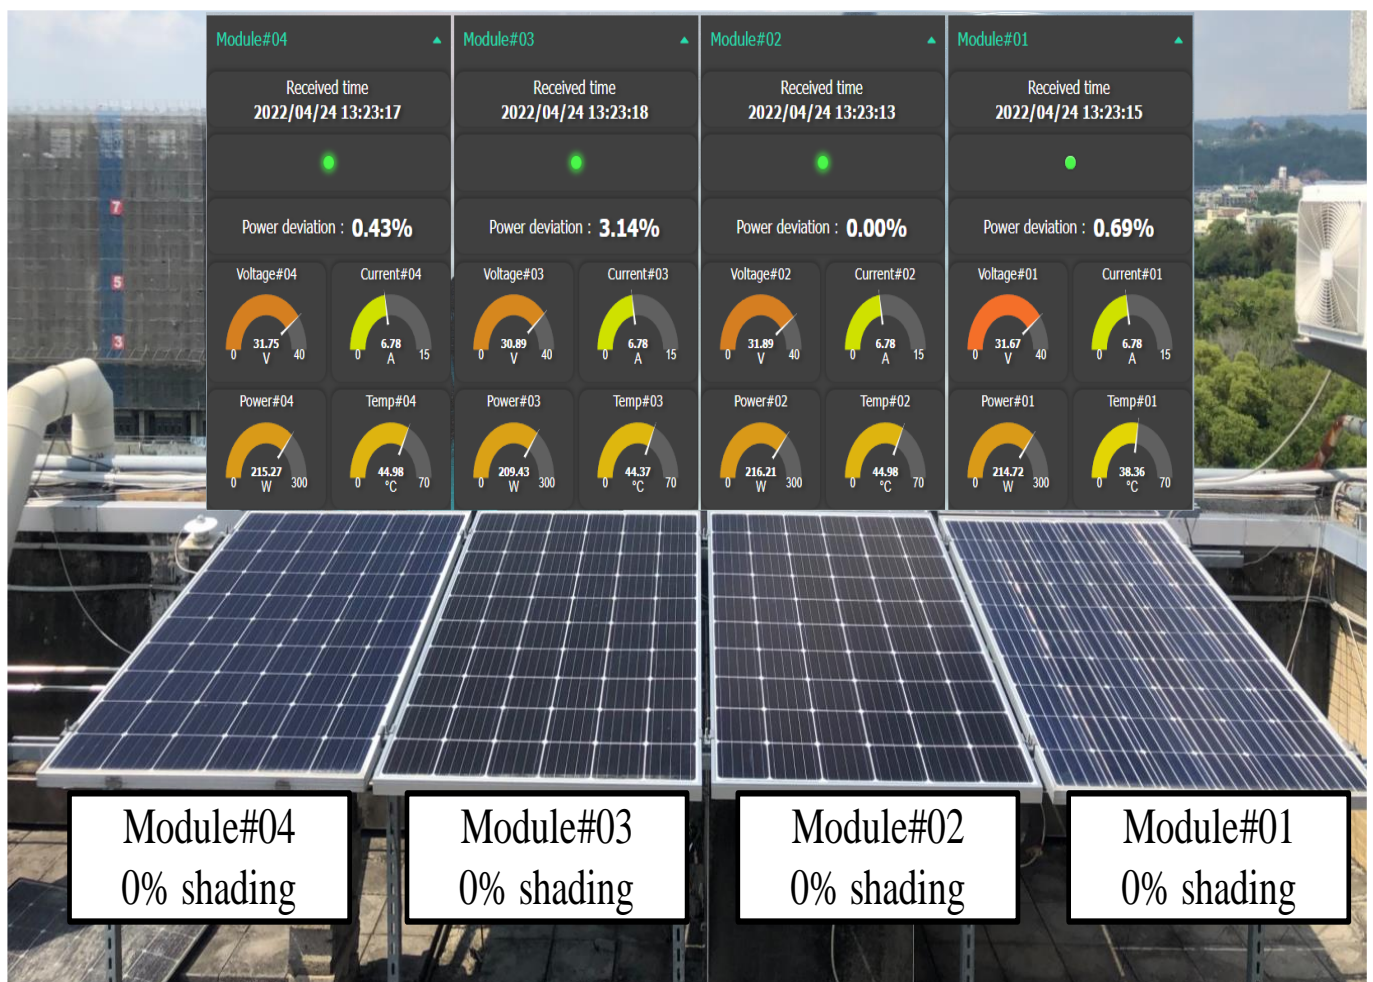 Module#04
Received time
2022/04/24 13:23:17
Power deviation : 0.43%
Voltage#04
31.75
V
0
40
Current#04
6.78
A
0
15
Power#04
215.27
W
0
300
Temp#04
44.98
°C
0
70
Module#03
Received time
2022/04/24 13:23:18
Power deviation : 3.14%
Voltage#03
30.89
V
0
40
Current#03
6.78
A
0
15
Power#03
209.43
W
0
300
Temp#03
44.37
°C
0
70
Module#02
Received time
2022/04/24 13:23:13
Power deviation : 0.00%
Voltage#02
31.89
V
0
40
Current#02
6.78
A
0
15
Power#02
216.21
W
0
300
Temp#02
44.98
°C
0
70
Module#01
Received time
2022/04/24 13:23:15
Power deviation : 0.69%
Voltage#01
31.67
V
0
40
Current#01
6.78
A
0
15
Power#01
214.72
W
0
300
Temp#01
38.36
°C
0
70
7
5
3
Module#04
0% shading
Module#03
0% shading
Module#02
0% shading
Module#01
0% shading